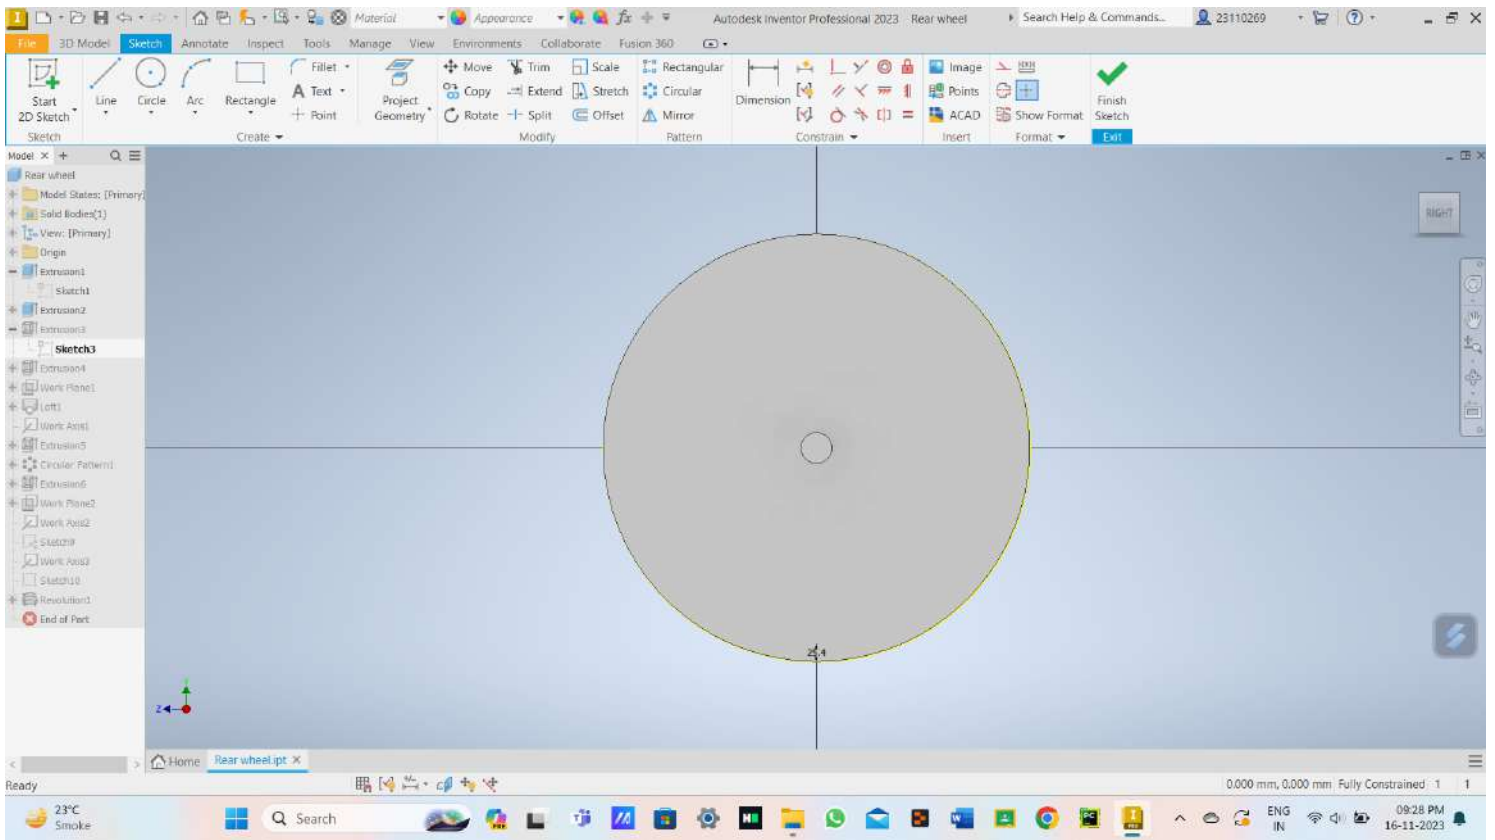 Material
Appearance
Autodesk Inventor Professional 2023 Rear wheel
Search Help & Commands...
23110269
File 3D Model Sketch Annotate Inspect Tools Manage View Environments Collaborate Fusion 360
Fillet Move Trim Scale Rectangular Image
Text Copy Extend Stretch Circular Points
Start Line Circle Arc Rectangle Project Dimension Finish
2D Sketch Point Geometry Rotate Split Offset Mirror ACAD Show Format Sketch
Sketch Create Modify Pattern Constrain Insert Format Exit
Model
Rear wheel
Model States: [Primary]
Solid Bodies(1)
View: [Primary]
Origin
Extrusion1
Sketch1
Extrusion2
Extrusion3
Sketch3
Extrusion4
Work Plane1
Loft1
Work Axis1
Extrusion5
Circular Pattern1
Extrusion6
Work Plane2
Work Axis2
Sketch9
Work Axis3
Sketch10
Revolution1
End of Part
RIGHT
25.4
Y
Z
Home Rear wheel.ipt
Ready 0.000 mm, 0.000 mm Fully Constrained 1 1
23°C
Smoke
Search
ENG
IN
09:28 PM
16-11-2023